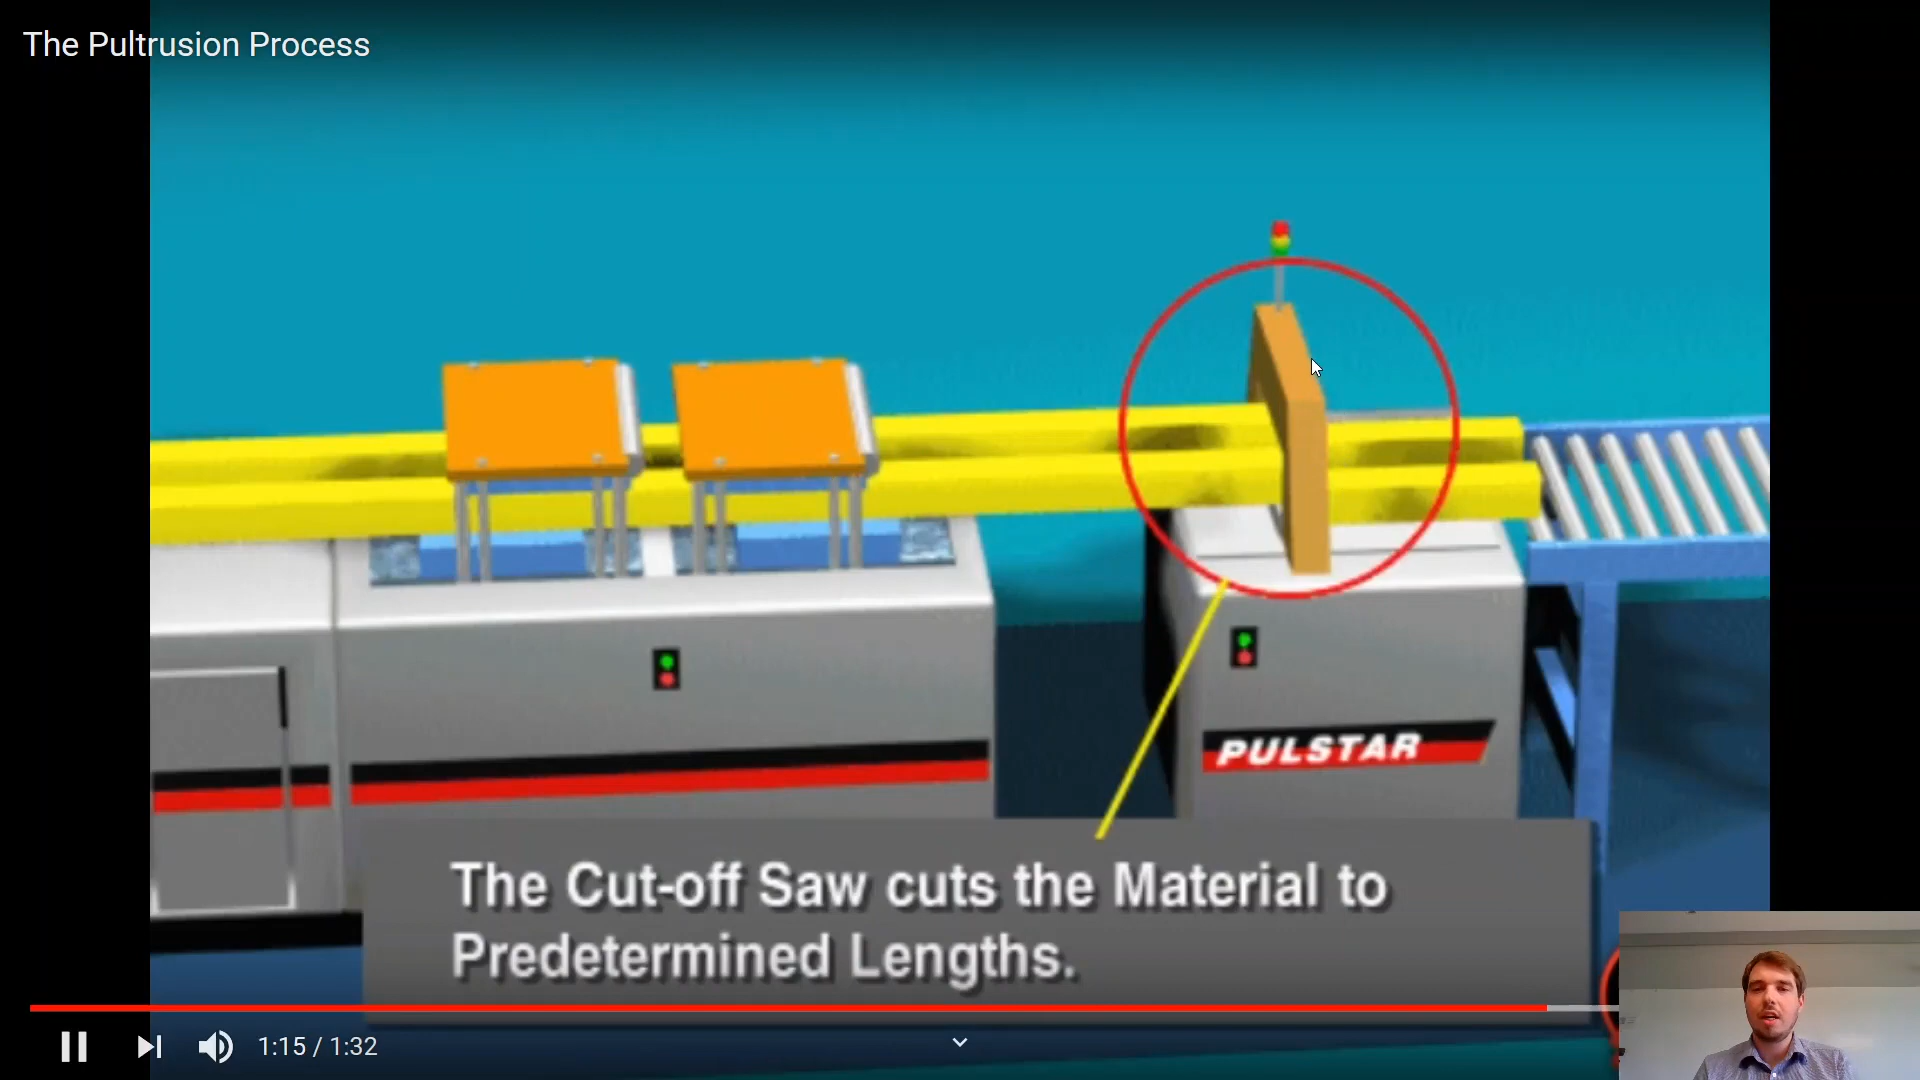 The Pultrusion Process
PULSTAR
The Cut-off Saw cuts the Material to
Predetermined Lengths.
1:15 / 1:32